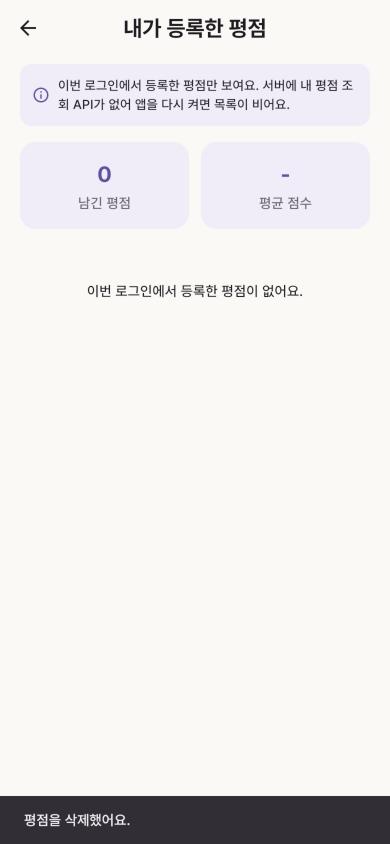 내가 등록한 평점
이번 로그인에서 등록한 평점만 보여요. 서버에 내 평점 조
회 API가 없어 앱을 다시 켜면 목록이 비어요.
0
남긴 평점
-
평균 점수
이번 로그인에서 등록한 평점이 없어요.
평점을 삭제했어요.